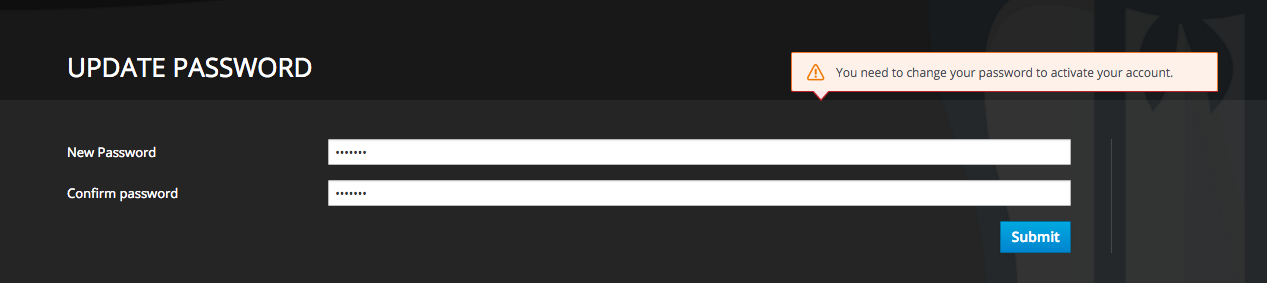 UPDATE PASSWORD
You need to change your password to activate your account.
New Password
•••••••
Confirm password
•••••••
Submit